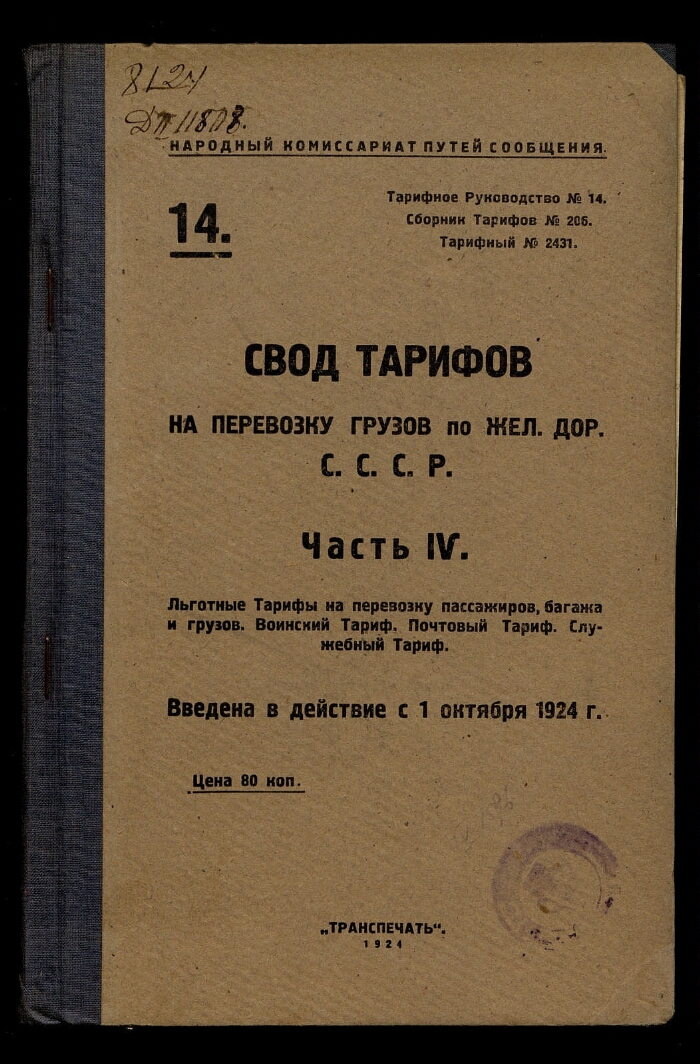 8L24
НАРОДНЫЙ КОМИССАРИАТ ПУТЕЙ СООБЩЕНИЯ.
14.
Тарифное Руководство № 14.
Сборник Тарифов № 206.
Тарифный № 2431.
СВОД ТАРИФОВ
НА ПЕРЕВОЗКУ ГРУЗОВ по ЖЕЛ. ДОР.
С. С. С. Р.
Часть IV.
Льготные Тарифы на перевозку пассажиров, багажа
и грузов. Воинский Тариф. Почтовый Тариф. Слу-
жебный Тариф.
Введена в действие с 1 октября 1924 г.
Цена 80 коп.
„ТРАНСПЕЧАТЬ“.
1924